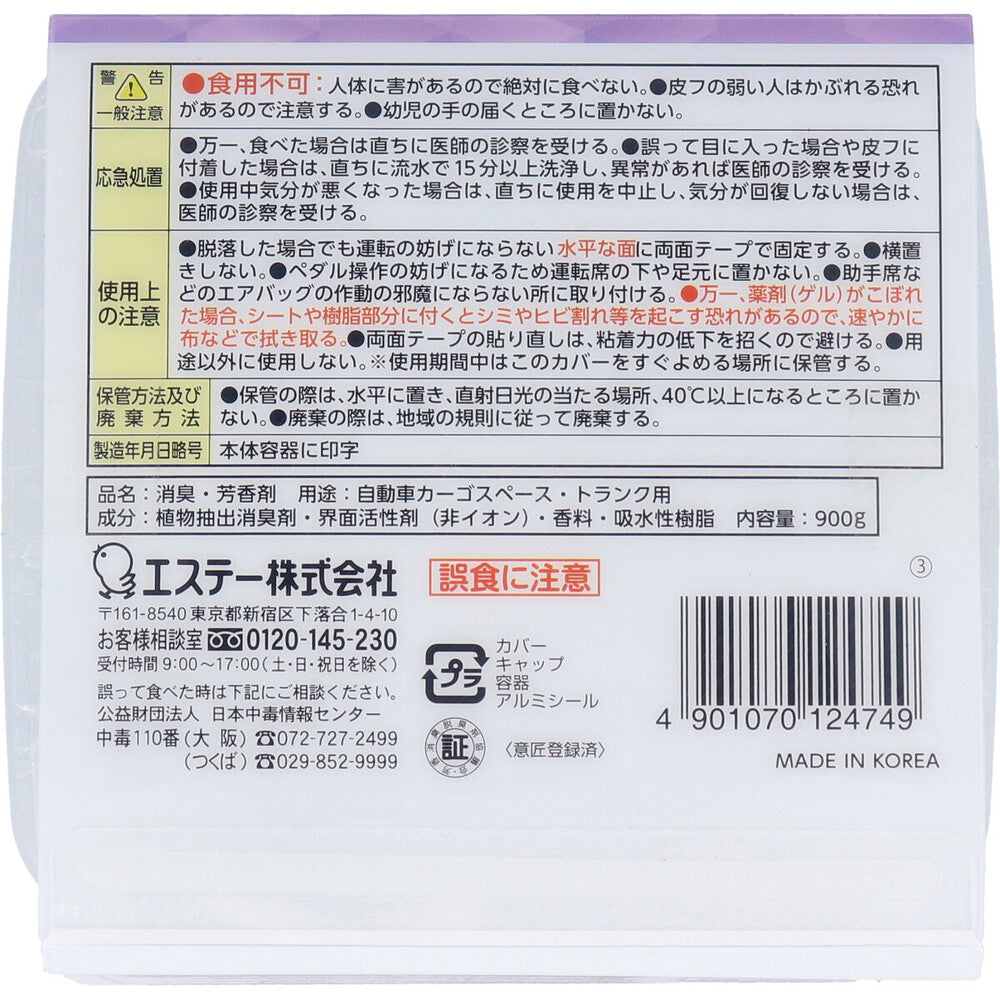 警告
一般注意
●食用不可：人体に害があるので絶対に食べない。●皮フの弱い人はかぶれる恐れ
があるので注意する。●幼児の手の届くところに置かない。
応急処置
●万一、食べた場合は直ちに医師の診察を受ける。●誤って目に入った場合や皮フに
付着した場合は、直ちに流水で15分以上洗浄し、異常があれば医師の診察を受ける。
●使用中気分が悪くなった場合は、直ちに使用を中止し、気分が回復しない場合は、
医師の診察を受ける。
使用上
の注意
●脱落した場合でも運転の妨げにならない水平な面に両面テープで固定する。●横置
きしない。●ペダル操作の妨げになるため運転席の下や足元に置かない。●助手席な
どのエアバッグの作動の邪魔にならない所に取り付ける。●万一、薬剤（ゲル）がこぼれ
た場合、シートや樹脂部分に付くとシミやヒビ割れ等を起こす恐れがあるので、速やかに
布などで拭き取る。●両面テープの貼り直しは、粘着力の低下を招くので避ける。●用
途以外に使用しない。※使用期間中はこのカバーをすぐよめる場所に保管する。
保管方法及び
廃棄方法
●保管の際は、水平に置き、直射日光の当たる場所、40℃以上になるところに置か
ない。●廃棄の際は、地域の規則に従って廃棄する。
製造年月日略号
本体容器に印字
品名：消臭・芳香剤　用途：自動車カーゴスペース・トランク用
成分：植物抽出消臭剤・界面活性剤（非イオン）・香料・吸水性樹脂　内容量：900g
エステー株式会社
〒161-8540 東京都新宿区下落合1-4-10
お客様相談室 0120-145-230
受付時間 9:00～17:00（土・日・祝日を除く）
誤って食べた時は下記にご相談ください。
公益財団法人 日本中毒情報センター
中毒110番（大 阪）☎072-727-2499
（つくば）☎029-852-9999
誤食に注意
プラ
カバー
キャップ
容器
アルミシール
証
〈意匠登録済〉
③
4 901070 124749
MADE IN KOREA